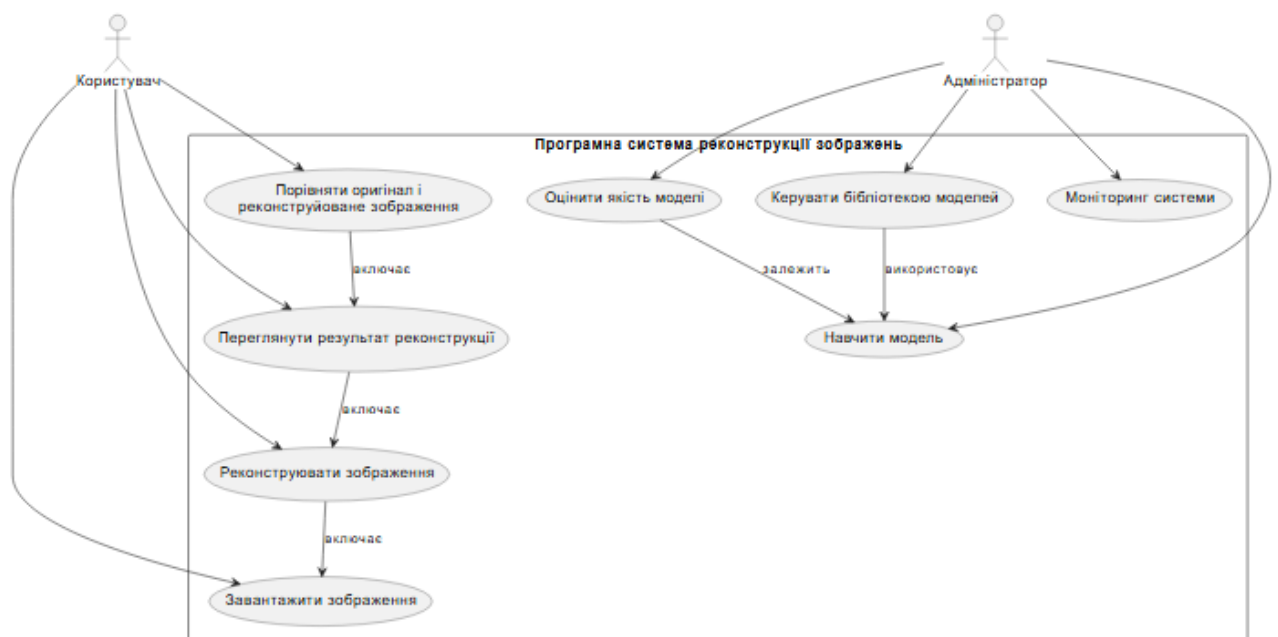 Користувач
Адміністратор
Програмна система реконструкції зображень
Порівняти оригінал і
реконструйоване зображення
Оцінити якість моделі
Керувати бібліотекою моделей
Моніторинг системи
включає
залежить
використовує
Переглянути результат реконструкції
Навчити модель
включає
Реконструювати зображення
включає
Завантажити зображення